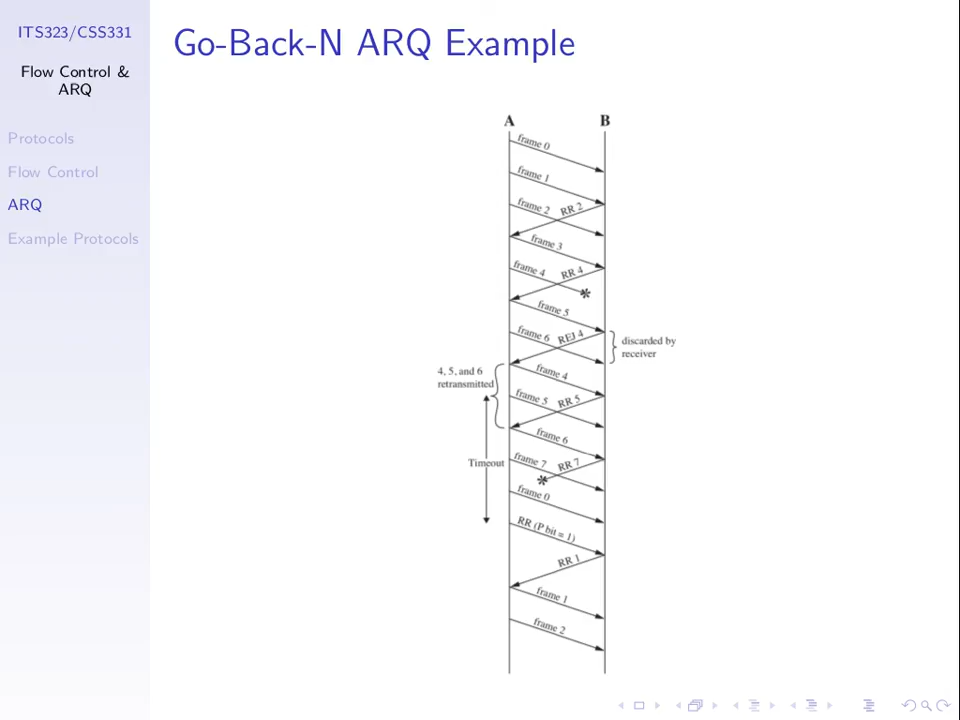 ITS323/CSS331
Flow Control &
ARQ
Protocols
Flow Control
ARQ
Example Protocols
Go-Back-N ARQ Example
A
B
frame 0
frame 1
frame 2
RR 2
frame 3
frame 4
RR 4
*
frame 5
frame 6
REJ 4
discarded by
receiver
4, 5, and 6
retransmitted
frame 4
frame 5
RR 5
frame 6
Timeout
frame 7
RR 7
*
frame 0
RR (P bit = 1)
RR 1
frame 1
frame 2